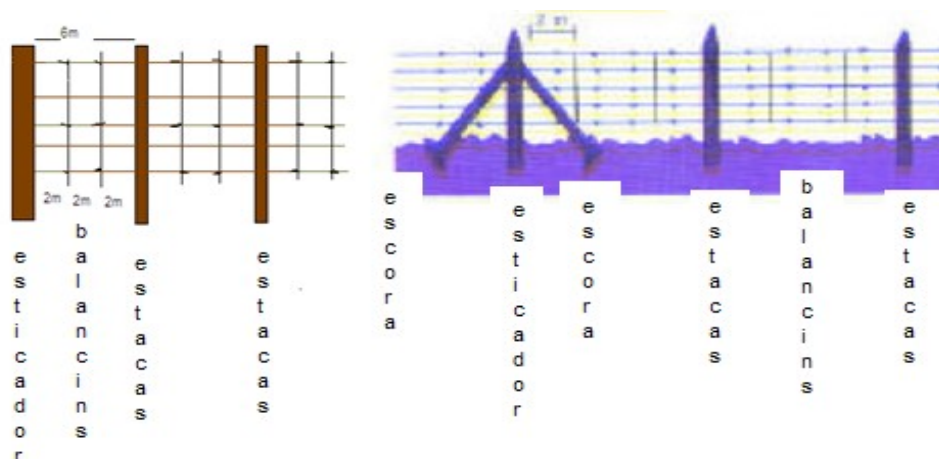 6m
2m 2m 2m
esticador
balancins
estacas
estacas
2 m
escora
esticador
escora
estacas
balancins
estacas